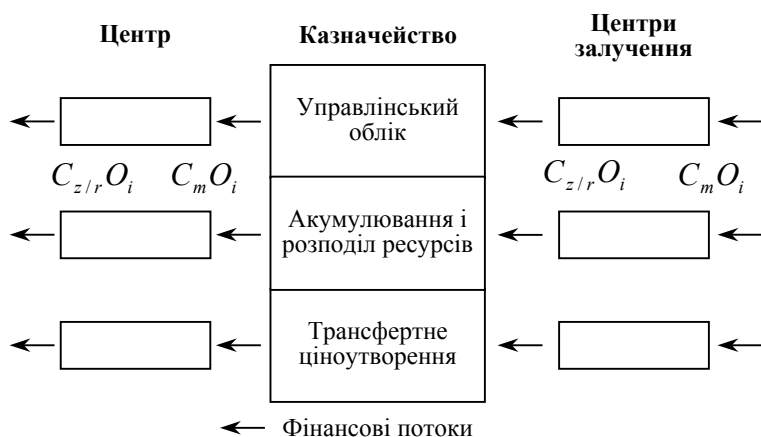 Центр
Казначейство
Центри
залучення
Управлінський
облік
C_{z/r}O_i
C_mO_i
C_{z/r}O_i
C_mO_i
Акумулювання і
розподіл ресурсів
Трансфертне
ціноутворення
Фінансові потоки